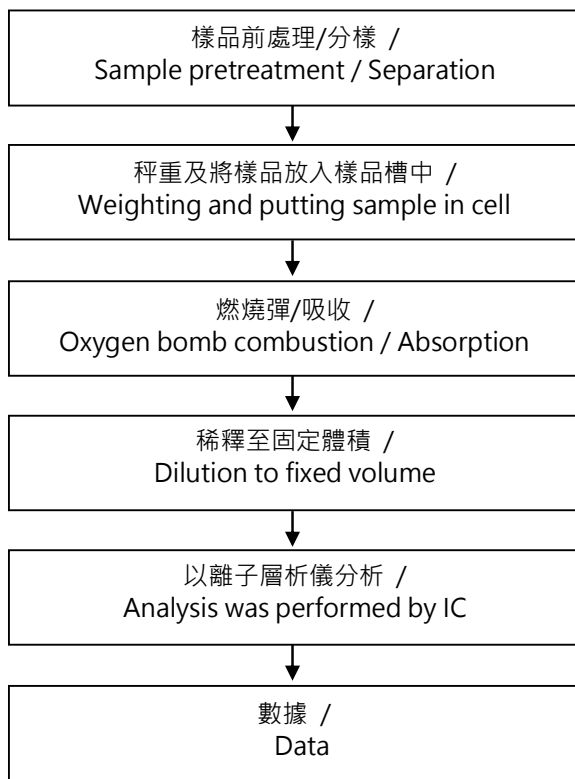 樣品前處理/分樣 /
Sample pretreatment / Separation
秤重及將樣品放入樣品槽中 /
Weighting and putting sample in cell
燃燒彈/吸收 /
Oxygen bomb combustion / Absorption
稀釋至固定體積 /
Dilution to fixed volume
以離子層析儀分析 /
Analysis was performed by IC
數據 /
Data